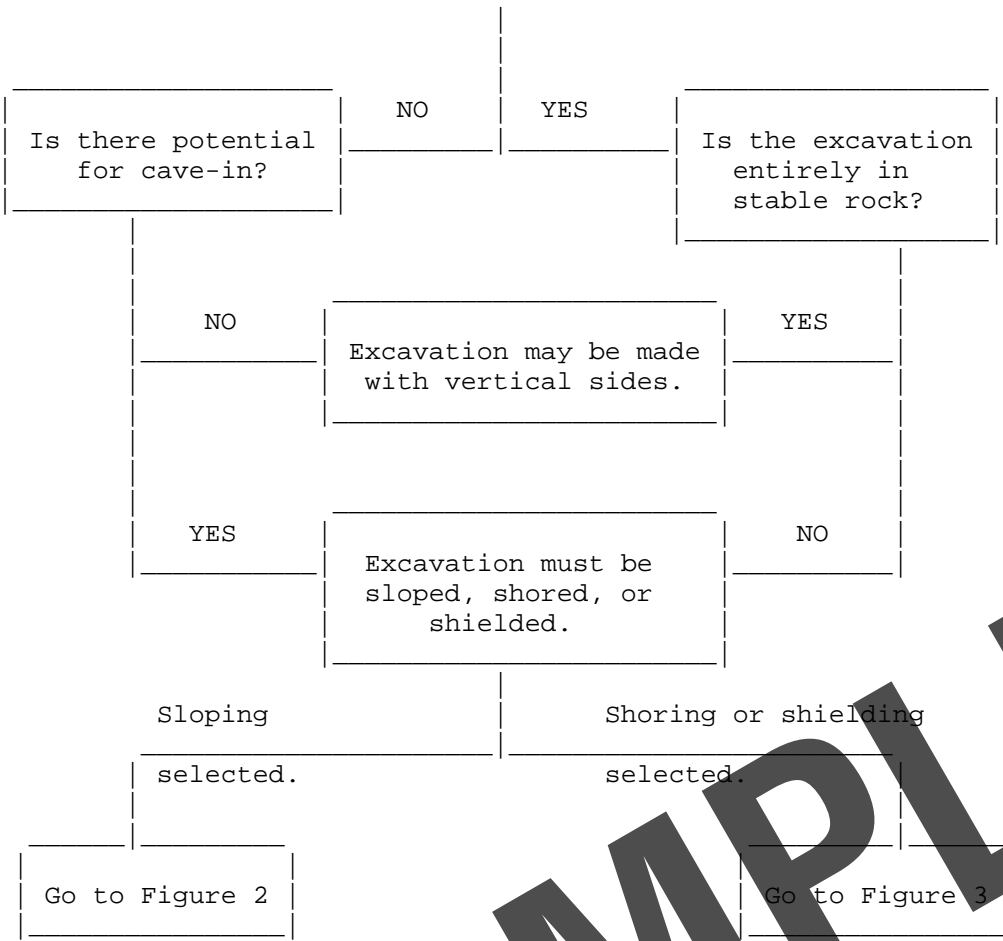 NO YES
Is there potential
for cave-in?
Is the excavation
entirely in
stable rock?
NO YES
Excavation may be made
with vertical sides.
YES NO
Excavation must be
sloped, shored, or
shielded.
Sloping
selected.
Shoring or shielding
selected.
Go to Figure 2
Go to Figure 3